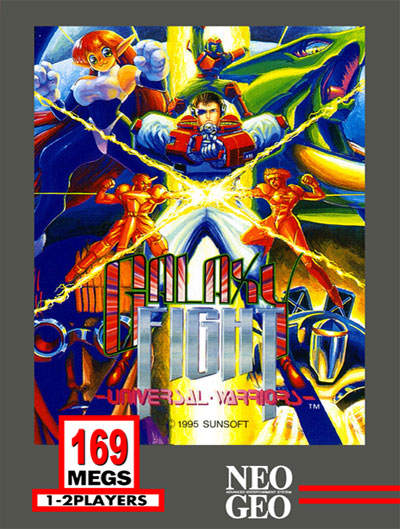 GALAXY
FIGHT
-UNIVERSAL·WARRIORS-
TM
© 1995 SUNSOFT
169
MEGS
1-2PLAYERS
NEO
ADVANCED ENTERTAINMENT SYSTEM
GEO